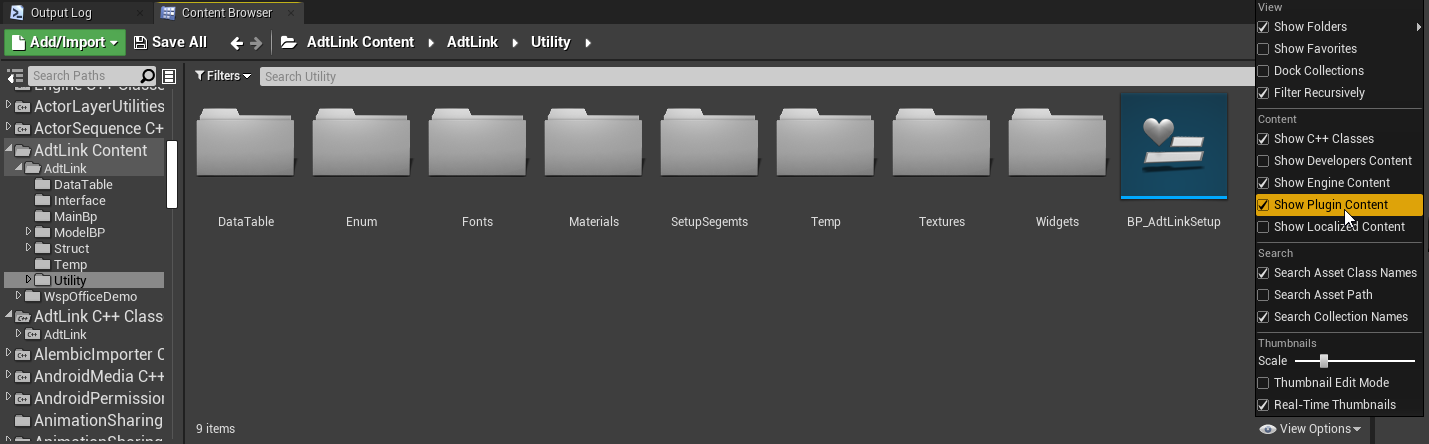 Output Log
Content Browser
Add/Import
Save All
AdtLink Content
AdtLink
Utility
Search Paths
Filters
Search Utility
Engine C++ Classe
ActorLayerUtilities
ActorSequence C+
AdtLink Content
AdtLink
DataTable
Interface
MainBp
ModelBP
Struct
Temp
Utility
WspOfficeDemo
AdtLink C++ Class
AdtLink
AlembicImporter C
AndroidMedia C++
AndroidPermission
AnimationSharing
AnimationSharing
DataTable
Enum
Fonts
Materials
SetupSegemts
Temp
Textures
Widgets
BP_AdtLinkSetup
9 items
View
Show Folders
Show Favorites
Dock Collections
Filter Recursively
Content
Show C++ Classes
Show Developers Content
Show Engine Content
Show Plugin Content
Show Localized Content
Search
Search Asset Class Names
Search Asset Path
Search Collection Names
Thumbnails
Scale
Thumbnail Edit Mode
Real-Time Thumbnails
View Options